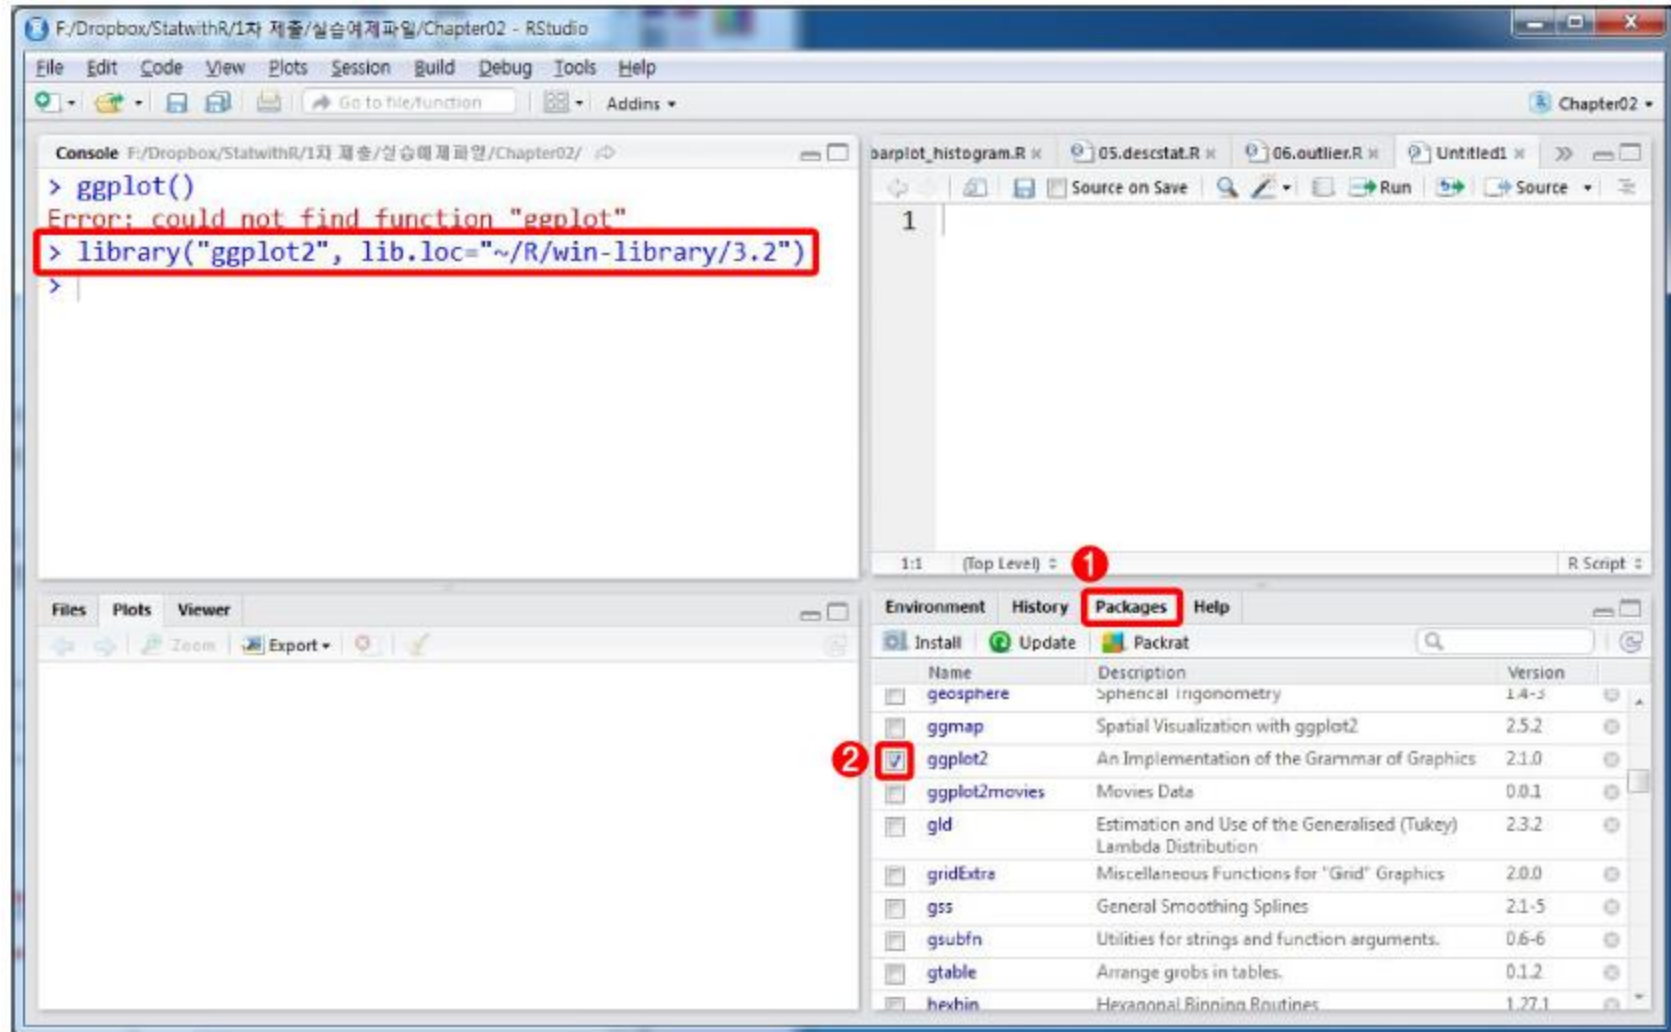 F:/Dropbox/StatwithR/1차 제출/실습예제파일/Chapter02 - RStudio
File Edit Code View Plots Session Build Debug Tools Help
Go to file/function Addins Chapter02
Console F:/Dropbox/StatwithR/1차 제출/실습예제파일/Chapter02/
> ggplot()
Error: could not find function "ggplot"
> library("ggplot2", lib.loc="~/R/win-library/3.2")
>
barplot_histogram.R 05.descstat.R 06.outlier.R Untitled1
Source on Save Run Source
1
1:1 (Top Level) R Script
1
Files Plots Viewer
Zoom Export
Environment History Packages Help
Install Update Packrat
Name Description Version
geosphere Spherical Trigonometry 1.4-3
ggmap Spatial Visualization with ggplot2 2.5.2
2 ggplot2 An Implementation of the Grammar of Graphics 2.1.0
ggplot2movies Movies Data 0.0.1
gld Estimation and Use of the Generalised (Tukey) 2.3.2
Lambda Distribution
gridExtra Miscellaneous Functions for "Grid" Graphics 2.0.0
gss General Smoothing Splines 2.1-5
gsubfn Utilities for strings and function arguments. 0.6-6
gtable Arrange grobs in tables. 0.1.2
hexbin Hexagonal Binning Routines 1.27.1